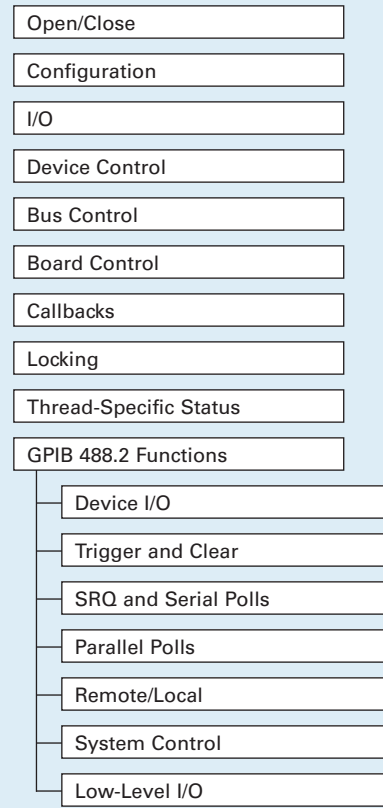 Open/Close
Configuration
I/O
Device Control
Bus Control
Board Control
Callbacks
Locking
Thread-Specific Status
GPIB 488.2 Functions
Device I/O
Trigger and Clear
SRQ and Serial Polls
Parallel Polls
Remote/Local
System Control
Low-Level I/O